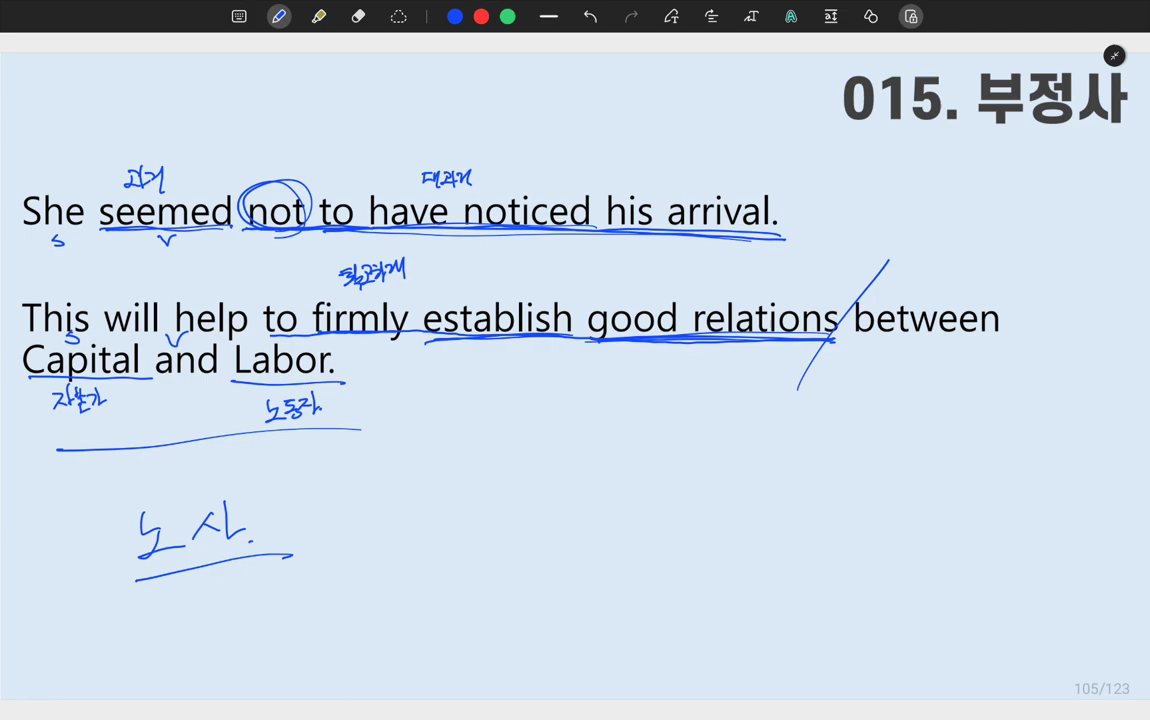 015. 부정사
과거 대과거
She seemed not to have noticed his arrival.
s v
확고하게
This will help to firmly establish good relations between
s v
Capital and Labor.
자본가 노동자
노사.
105/123